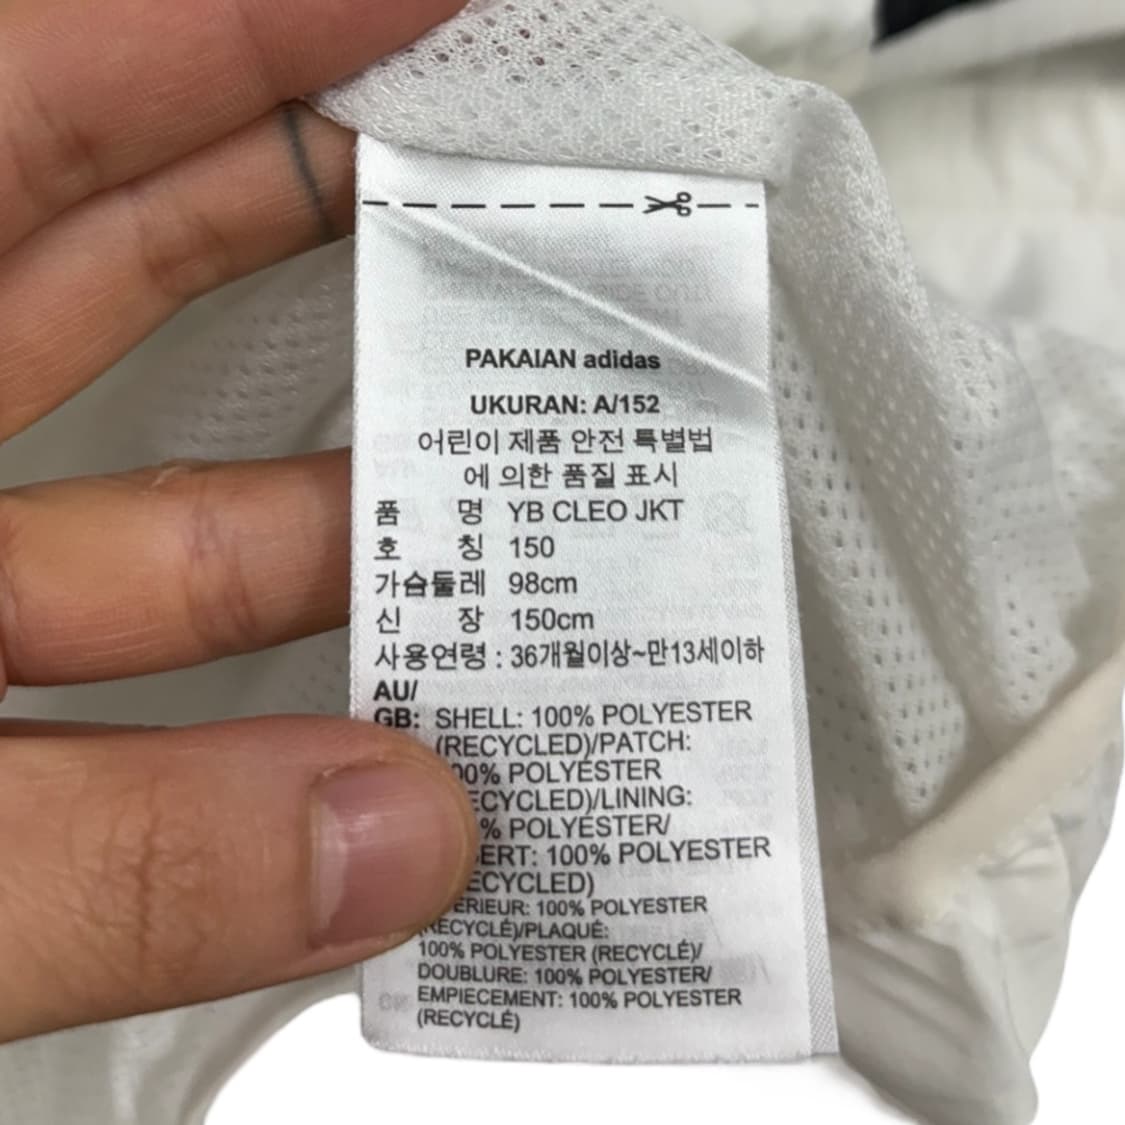 PAKAIAN adidas
UKURAN: A/152
어린이 제품 안전 특별법
에 의한 품질 표시
품 명 YB CLEO JKT
호 칭 150
가슴둘레 98cm
신 장 150cm
사용연령 : 36개월이상~만13세이하
AU/
GB: SHELL: 100% POLYESTER
(RECYCLED)/PATCH:
00% POLYESTER
ECYCLED)/LINING:
% POLYESTER/
ERT: 100% POLYESTER
ECYCLED)
ÉRIEUR: 100% POLYESTER
(RECYCLÉ)/PLAQUÉ:
100% POLYESTER (RECYCLÉ)/
DOUBLURE: 100% POLYESTER/
EMPIECEMENT: 100% POLYESTER
(RECYCLÉ)